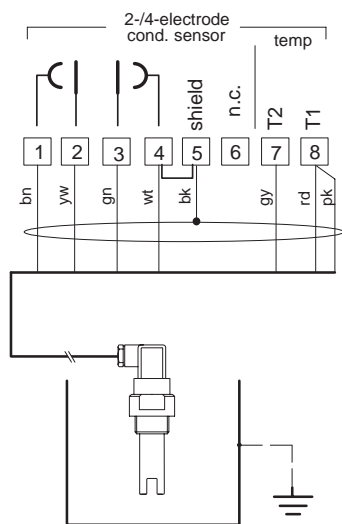 2-/4-electrode
cond. sensor
temp
shield
n.c.
T2
T1
1 2 3 4 5 6 7 8
bn yw gn wt bk gy rd pk